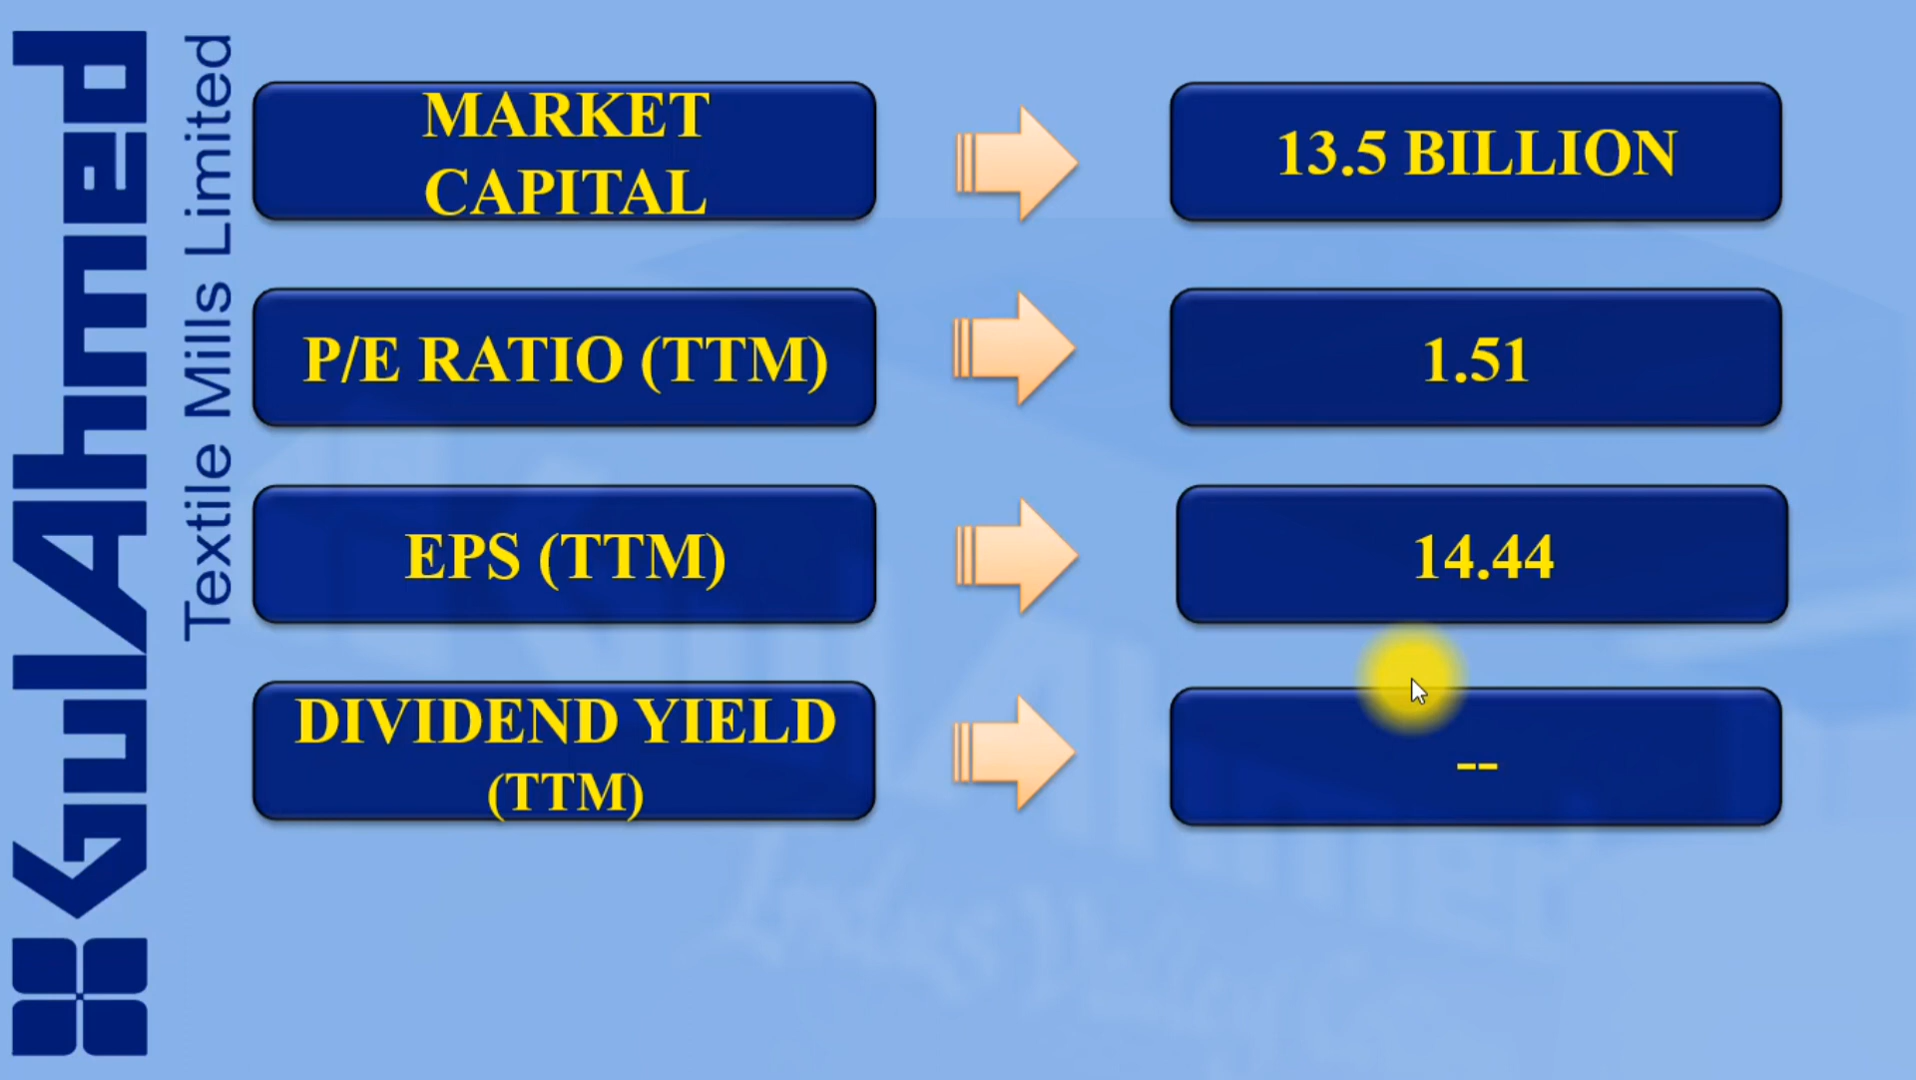 GulAhmed
Textile Mills Limited
MARKET
CAPITAL
13.5 BILLION
P/E RATIO (TTM)
1.51
EPS (TTM)
14.44
DIVIDEND YIELD
(TTM)
--